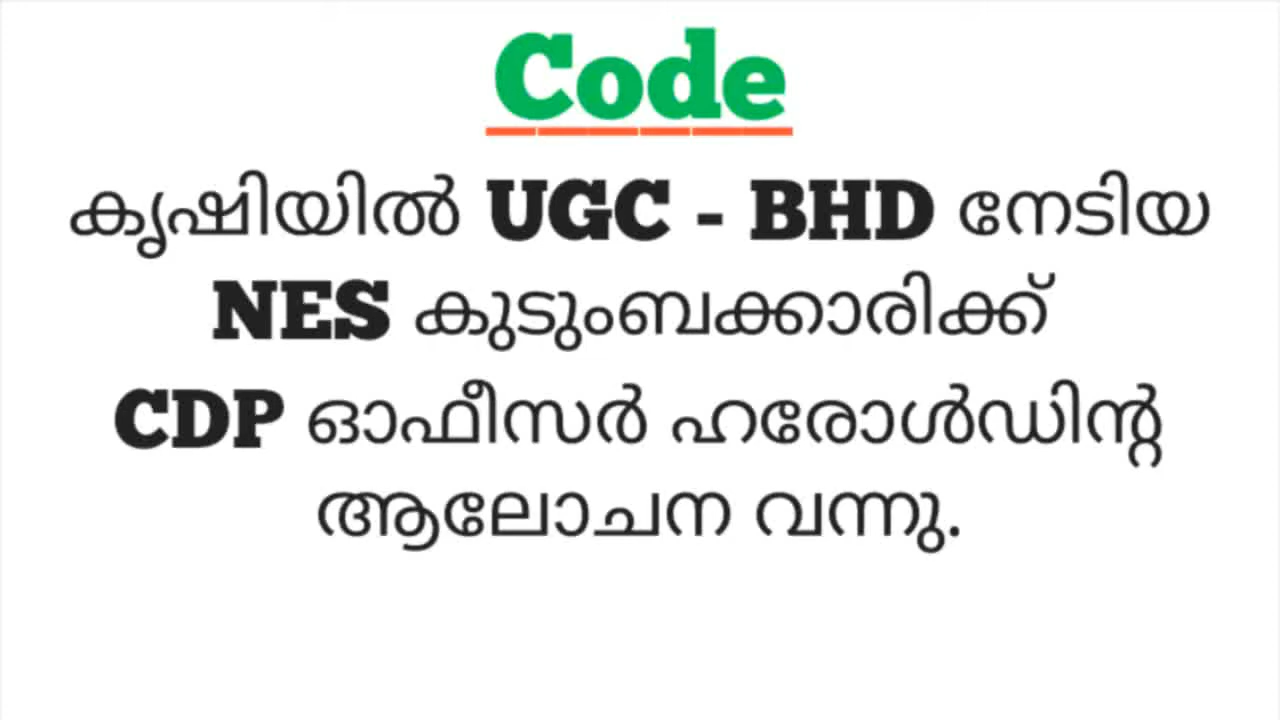 Code
കൃഷിയിൽ UGC - BHD നേടിയ
NES കുടുംബക്കാരിക്ക്
CDP ഓഫീസർ ഹരോൾഡിന്റ
ആലോചന വന്നു.